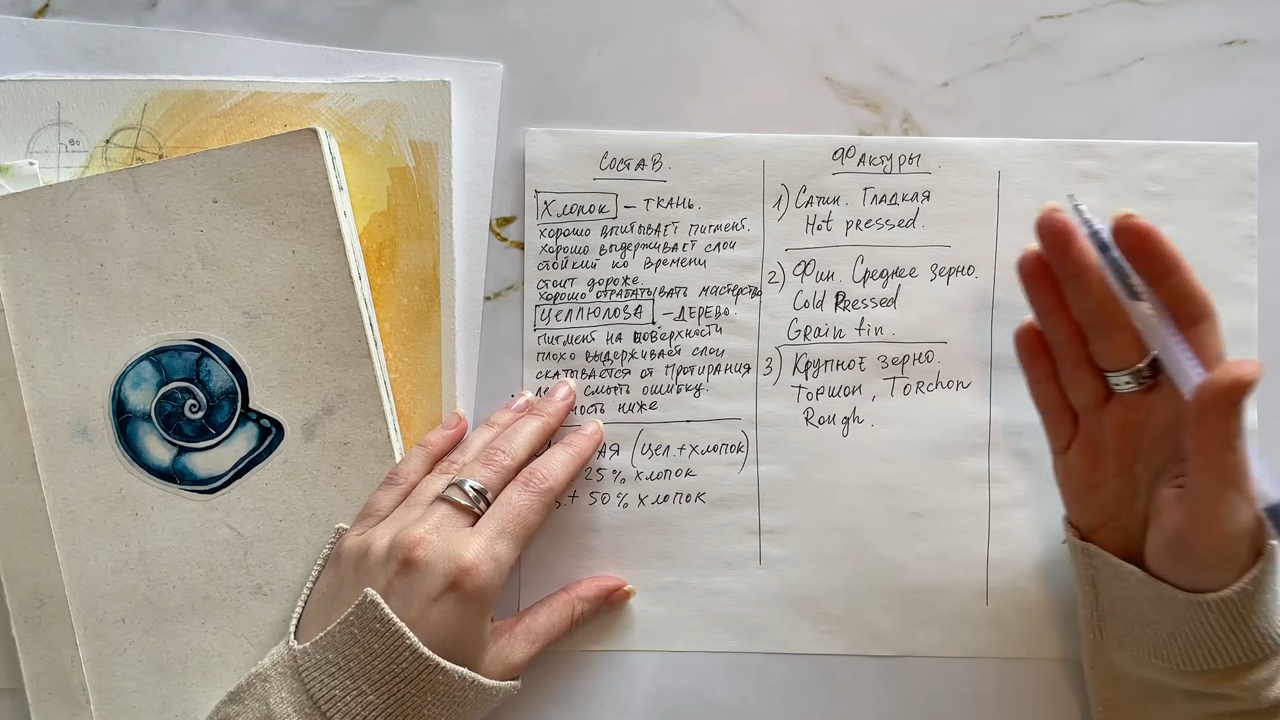 Состав.
Хлопок — ткань.
хорошо впитывает пигмент.
хорошо выдерживает слои
стойкий ко времени
стоит дороже.
хорошо отрабатывать мастерство
Целлюлоза — дерево.
пигмент на поверхности
плохо выдерживает слои
скатывается от протирания
смыть ошибку.
ниже
(цел.+хлопок)
25% хлопок
+ 50% хлопок
Фактуры.
1) Сатин. Гладкая
Hot pressed.
2) Фин. Среднее зерно.
Cold Pressed
Grain fin.
3) Крупное зерно.
Торшон, Torchon
Rough.
90
90